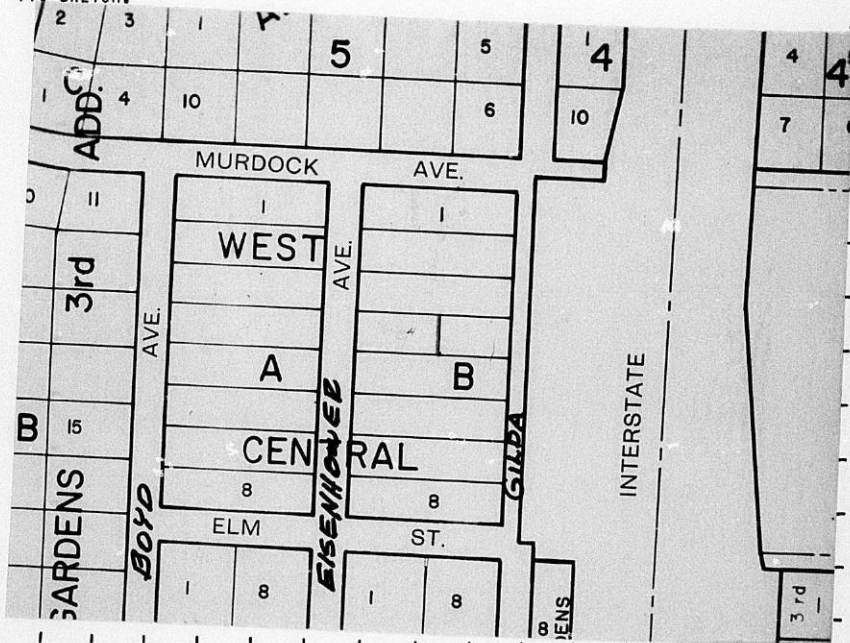 2 3 1 5 5 14 4 4
1 4 10 6 10 7
ADD.
MURDOCK AVE.
11 1 1
WEST
3rd
AVE.
AVE.
A B
INTERSTATE
B 15
EISENHOWER
GILDA
CENTRAL
GARDENS
8 8
BOYD
ELM ST.
1 8 1 8 8
3rd
1